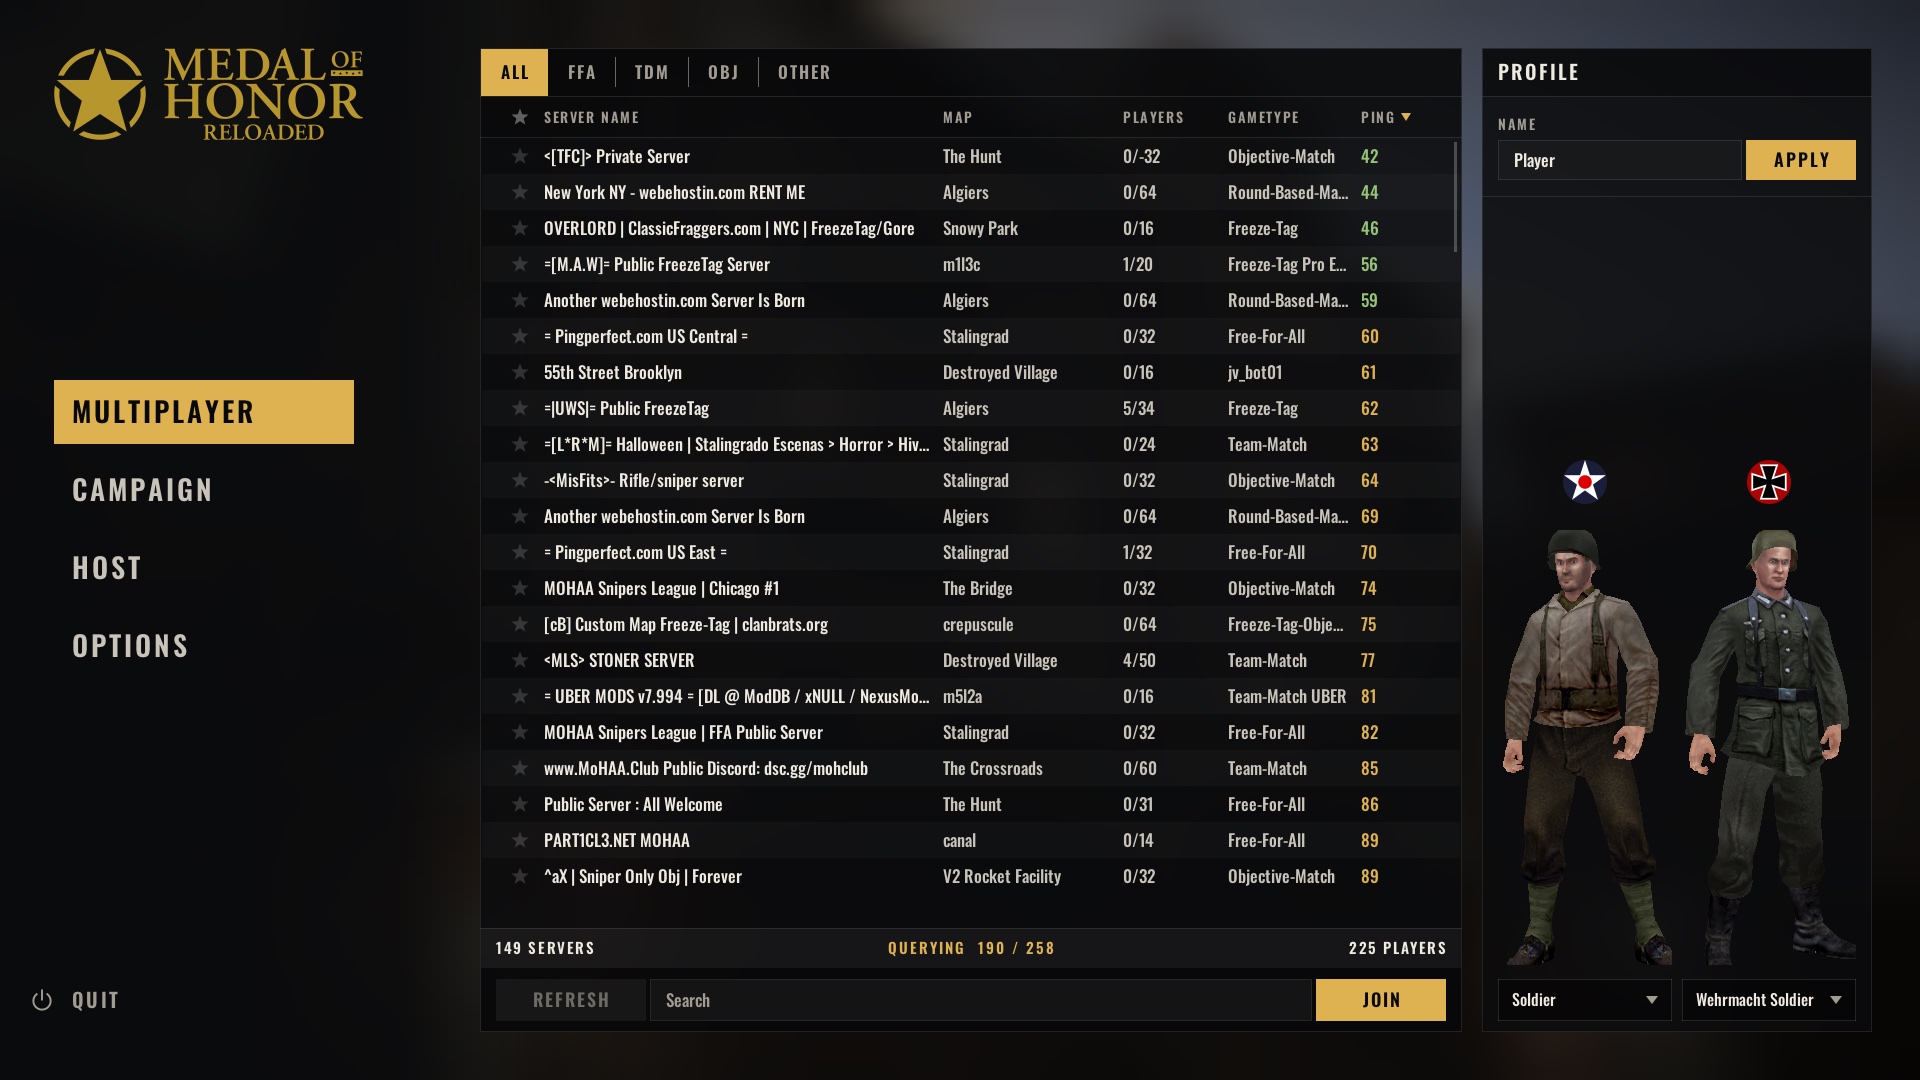 MEDAL OF
HONOR
RELOADED
MULTIPLAYER
CAMPAIGN
HOST
OPTIONS
QUIT
ALL FFA TDM OBJ OTHER
SERVER NAME MAP PLAYERS GAMETYPE PING
<[TFC]> Private Server The Hunt 0/-32 Objective-Match 42
New York NY - webehostin.com RENT ME Algiers 0/64 Round-Based-Ma... 44
OVERLORD | ClassicFraggers.com | NYC | FreezeTag/Gore Snowy Park 0/16 Freeze-Tag 46
=[M.A.W]= Public FreezeTag Server m1l3c 1/20 Freeze-Tag Pro E... 56
Another webehostin.com Server Is Born Algiers 0/64 Round-Based-Ma... 59
= Pingperfect.com US Central = Stalingrad 0/32 Free-For-All 60
55th Street Brooklyn Destroyed Village 0/16 jv_bot01 61
=|UWS|= Public FreezeTag Algiers 5/34 Freeze-Tag 62
=[L*R*M]= Halloween | Stalingrado Escenas > Horror > Hiv... Stalingrad 0/24 Team-Match 63
-<MisFits>- Rifle/sniper server Stalingrad 0/32 Objective-Match 64
Another webehostin.com Server Is Born Algiers 0/64 Round-Based-Ma... 69
= Pingperfect.com US East = Stalingrad 1/32 Free-For-All 70
MOHAA Snipers League | Chicago #1 The Bridge 0/32 Objective-Match 74
[cB] Custom Map Freeze-Tag | clanbrats.org crepuscule 0/64 Freeze-Tag-Obje... 75
<MLS> STONER SERVER Destroyed Village 4/50 Team-Match 77
= UBER MODS v7.994 = [DL @ ModDB / xNULL / NexusMo... m5l2a 0/16 Team-Match UBER 81
MOHAA Snipers League | FFA Public Server Stalingrad 0/32 Free-For-All 82
www.MoHAA.Club Public Discord: dsc.gg/mohclub The Crossroads 0/60 Team-Match 85
Public Server : All Welcome The Hunt 0/31 Free-For-All 86
PART1CL3.NET MOHAA canal 0/14 Free-For-All 89
^aX | Sniper Only Obj | Forever V2 Rocket Facility 0/32 Objective-Match 89
149 SERVERS QUERYING 190 / 258 225 PLAYERS
REFRESH Search JOIN
PROFILE
NAME
Player APPLY
Soldier Wehrmacht Soldier